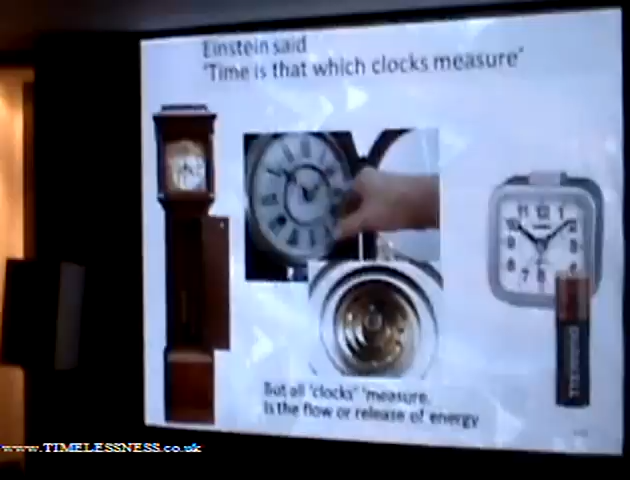 Einstein said
'Time is that which clocks measure'
But all 'clocks' 'measure.
Is the flow or release of energy
www.TIMELESSNESS.co.uk